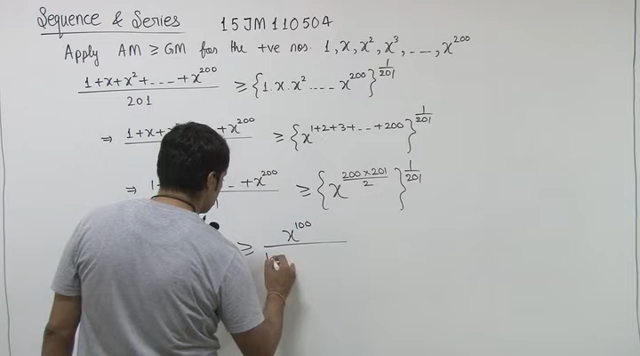 Sequence & Series 15JM110504
Apply AM ≥ GM for the +ve nos. 1, x, x², x³, ----, x²⁰⁰
(1+x+x²+---- + x²⁰⁰)/201 ≥ {1.x.x².....x²⁰⁰}^(1/201)
⇒ 1+x+ + x²⁰⁰ ≥ {x^(1+2+3+--+200)}^(1/201)
⇒ + x²⁰⁰ ≥ {x^((200×201)/2)}^(1/201)
≥ x¹⁰⁰